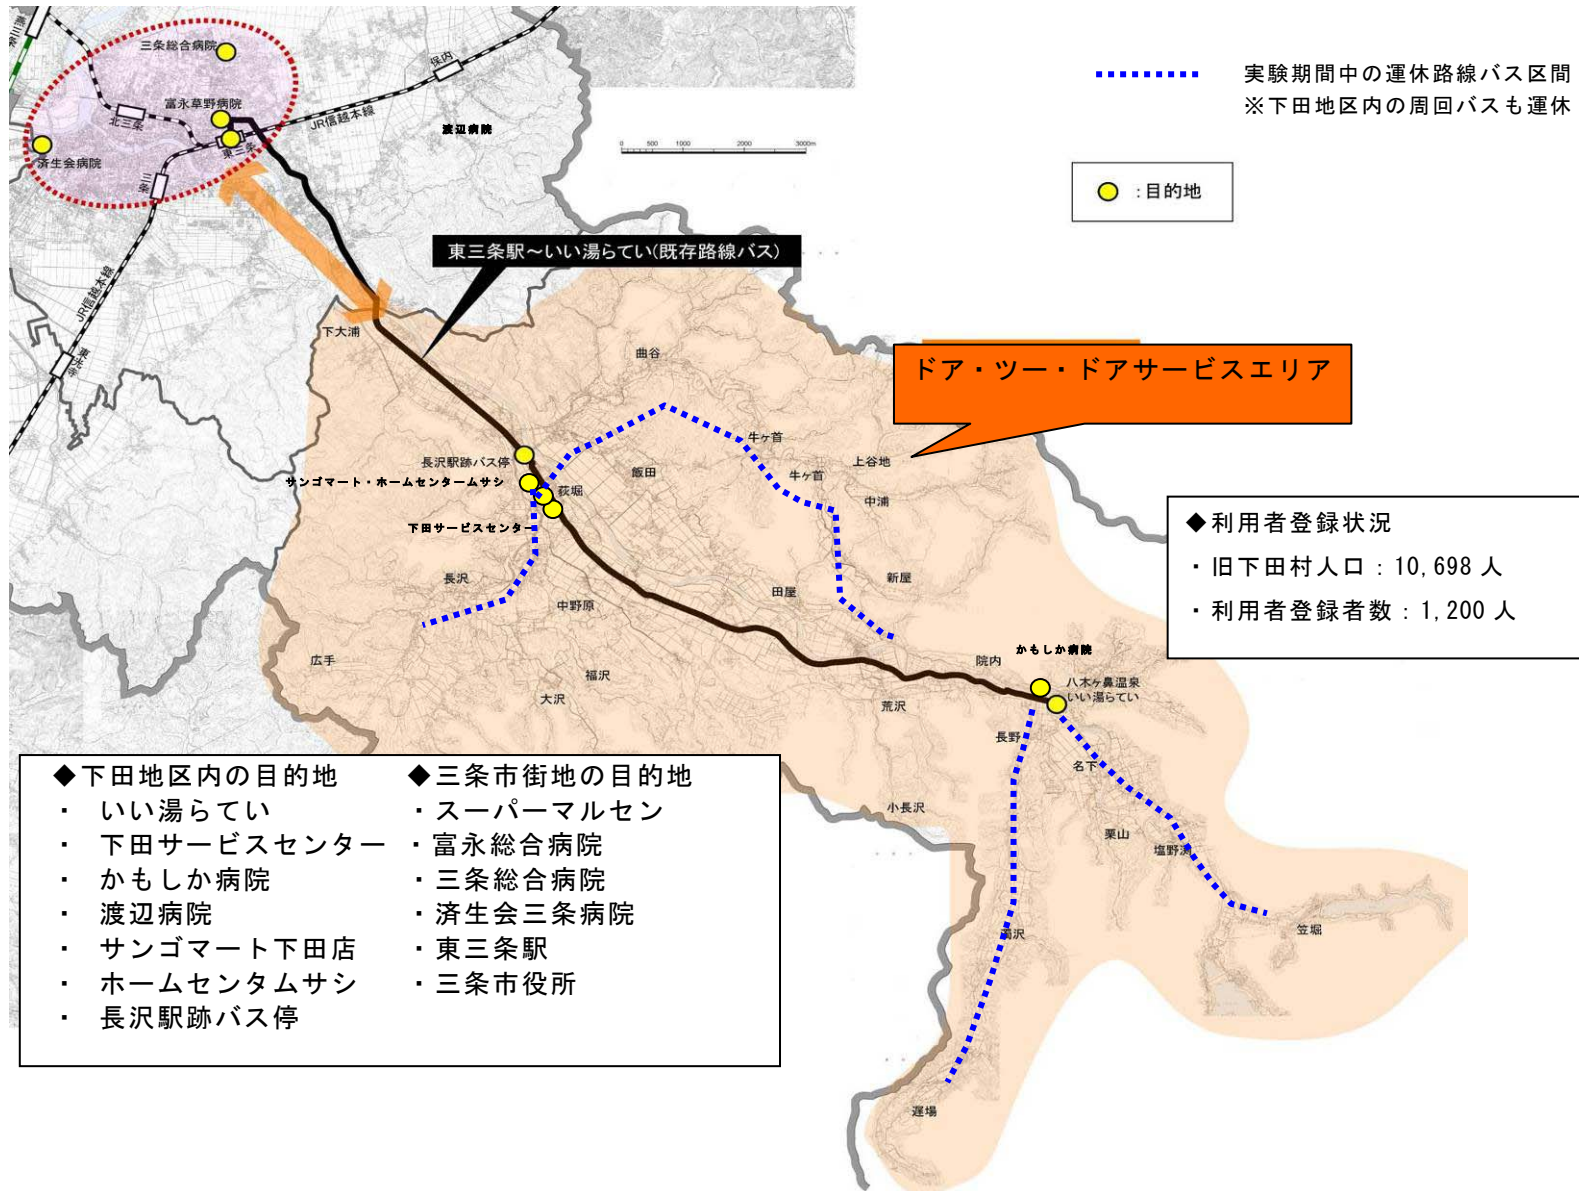 三条総合病院
富永草野病院
北三条
済生会病院
東三条
三条
保内
JR信越本線
渡辺病院
0 500 1000 2000 3000m
実験期間中の運休路線バス区間
※下田地区内の周回バスも運休
:目的地
東三条駅～いい湯らてい(既存路線バス)
JR信越本線
下大浦
曲谷
ドア・ツー・ドアサービスエリア
長沢駅跡バス停
サンゴマート・ホームセンタームサシ
荻堀
飯田
牛ヶ首
牛ヶ首
上谷地
中浦
下田サービスセンター
長沢
中野原
田屋
新屋
◆利用者登録状況
・旧下田村人口：10,698 人
・利用者登録者数：1,200 人
広手
福沢
大沢
院内
かもしか病院
八木ヶ鼻温泉
いい湯らてい
荒沢
長野
名下
小長沢
栗山
塩野渕
笠堀
遅場
◆下田地区内の目的地
・ いい湯らてい
・ 下田サービスセンター
・ かもしか病院
・ 渡辺病院
・ サンゴマート下田店
・ ホームセンタムサシ
・ 長沢駅跡バス停
◆三条市街地の目的地
・スーパーマルセン
・富永総合病院
・三条総合病院
・済生会三条病院
・東三条駅
・三条市役所